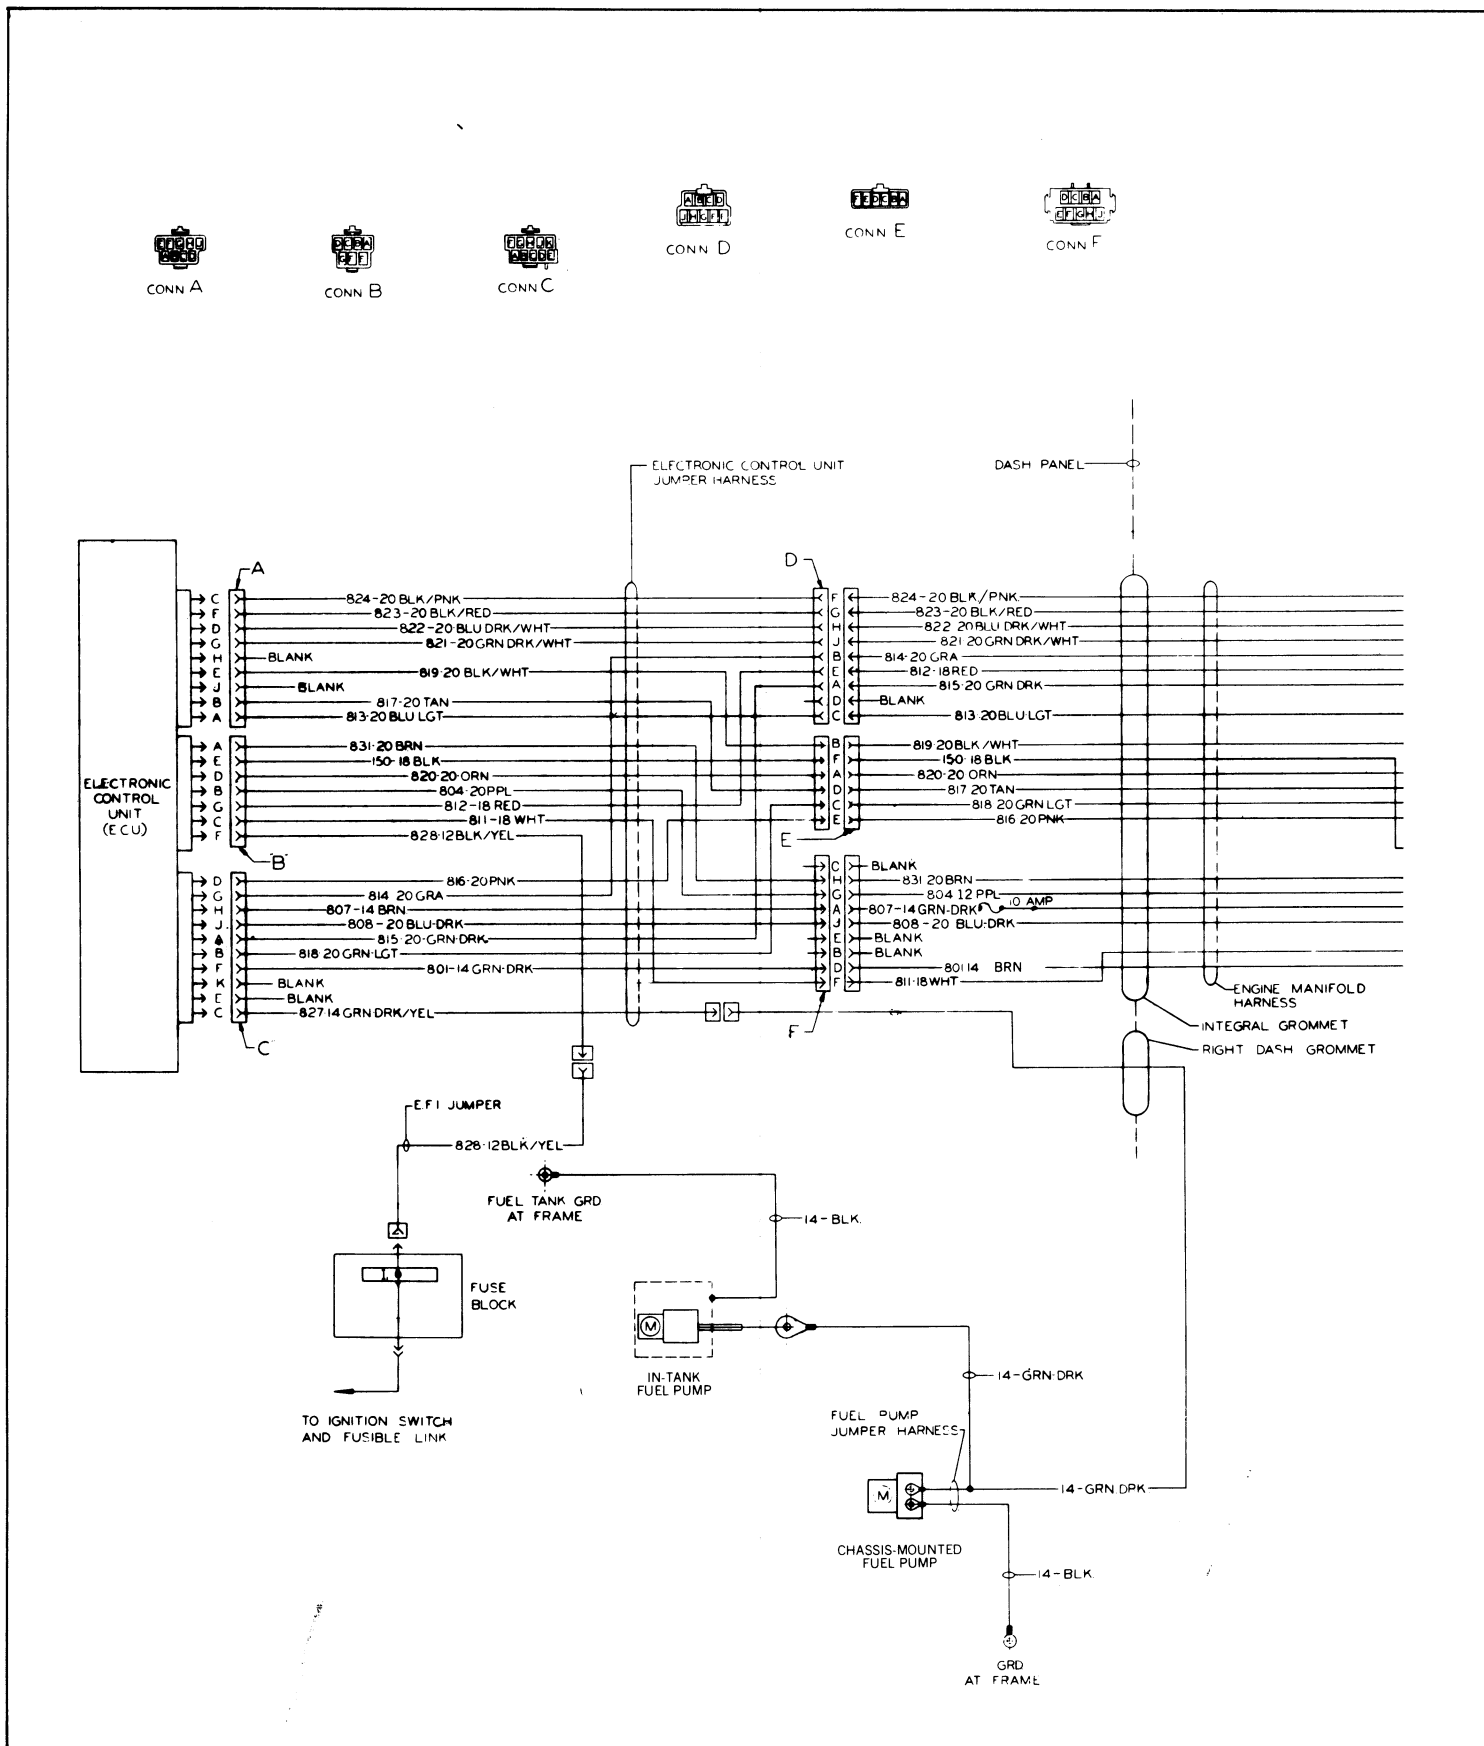 CONN A
CONN B
CONN C
CONN D
CONN E
CONN F
ELECTRONIC CONTROL UNIT
JUMPER HARNESS
DASH PANEL
A
D
C 824-20 BLK/PNK
F 823-20 BLK/RED
D 822-20 BLU DRK/WHT
G 821-20 GRN DRK/WHT
H BLANK
E 819-20 BLK/WHT
J BLANK
B 817-20 TAN
A 813-20 BLU LGT
A 831-20 BRN
E 150-18 BLK
D 820-20 ORN
B 804-20 PPL
G 812-18 RED
C 811-18 WHT
F 828-12 BLK/YEL
B
D 816-20 PNK
G 814 20 GRA
H 807-14 BRN
J 808-20 BLU-DRK
A 815-20-GRN-DRK
B 818 20 GRN-LGT
F 801-14 GRN-DRK
K BLANK
E BLANK
C 827 14 GRN DRK/YEL
C
ELECTRONIC
CONTROL
UNIT
(ECU)
F 824-20 BLK/PNK
G 823-20 BLK/RED
H 822 20 BLU DRK/WHT
J 821 20 GRN DRK/WHT
B 814-20 GRA
E 812-18 RED
A 815-20 GRN DRK
D BLANK
C 813 20 BLU LGT
B 819-20 BLK/WHT
F 150-18 BLK
A 820-20 ORN
D 817 20 TAN
C 818 20 GRN LGT
E 816 20 PNK
E
C BLANK
H 831 20 BRN
G 804 12 PPL
A 807-14 GRN-DRK 10 AMP
J 808-20 BLU-DRK
E BLANK
B BLANK
D 801 14 BRN
F 811-18 WHT
F
ENGINE MANIFOLD
HARNESS
INTEGRAL GROMMET
RIGHT DASH GROMMET
E.F.I JUMPER
828-12 BLK/YEL
FUEL TANK GRD
AT FRAME
14-BLK.
FUSE
BLOCK
M
IN-TANK
FUEL PUMP
14-GRN-DRK
TO IGNITION SWITCH
AND FUSIBLE LINK
FUEL PUMP
JUMPER HARNESS
M
14-GRN. DRK
CHASSIS-MOUNTED
FUEL PUMP
14-BLK.
GRD
AT FRAME